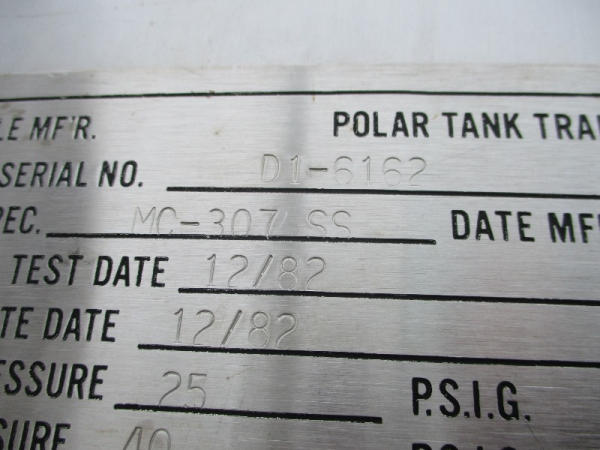 LE MF'R. POLAR TANK TRAI
SERIAL NO. D1-6162
PEC. MC-307 SS DATE MF
TEST DATE 12/82
TE DATE 12/82
ESSURE 25 P.S.I.G.
SURE 40 P.S.I.G.